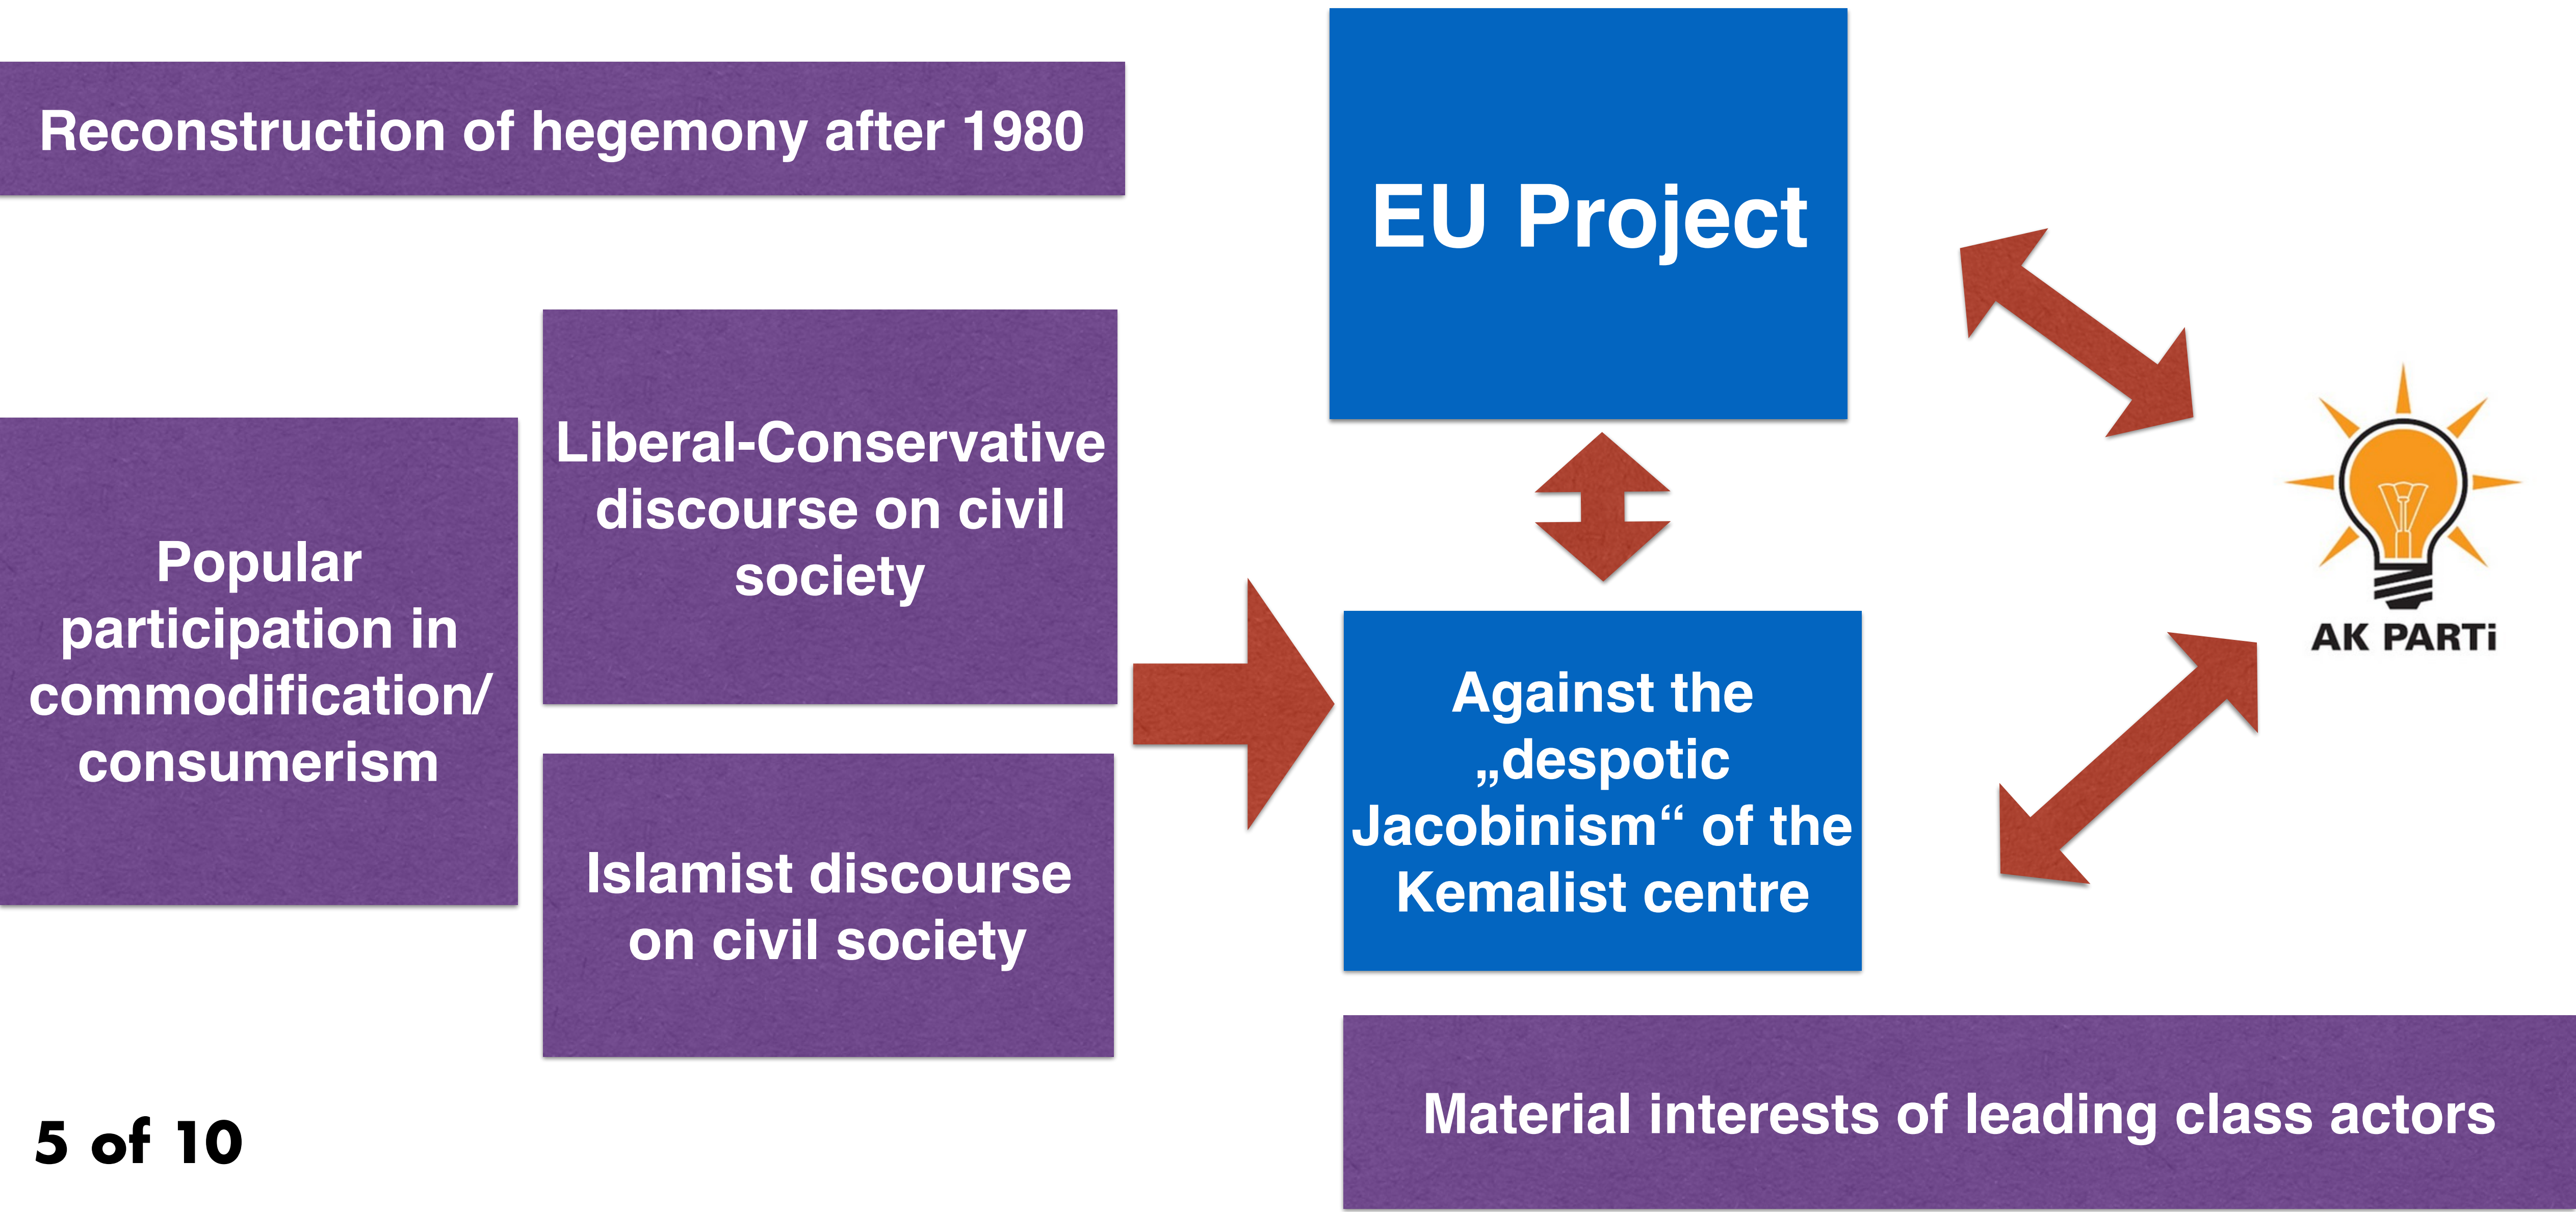 Reconstruction of hegemony after 1980
Popular
participation in
commodification/
consumerism
Liberal-Conservative
discourse on civil
society
Islamist discourse
on civil society
EU Project
Against the
„despotic
Jacobinism“ of the
Kemalist centre
AK PARTi
Material interests of leading class actors
5 of 10